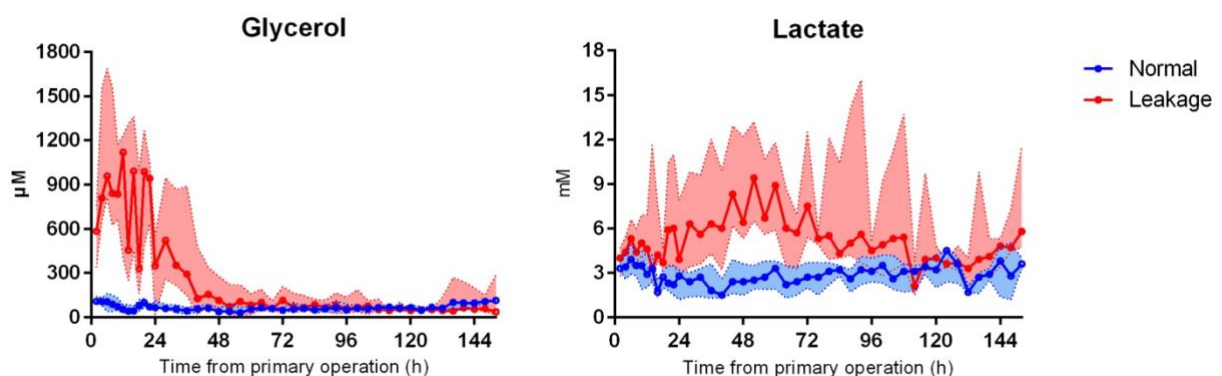 Glycerol
1800
1500
1200
900
600
300
0
µM
0 24 48 72 96 120 144
Time from primary operation (h)
Lactate
18
15
12
9
6
3
0
mM
0 24 48 72 96 120 144
Time from primary operation (h)
Normal
Leakage